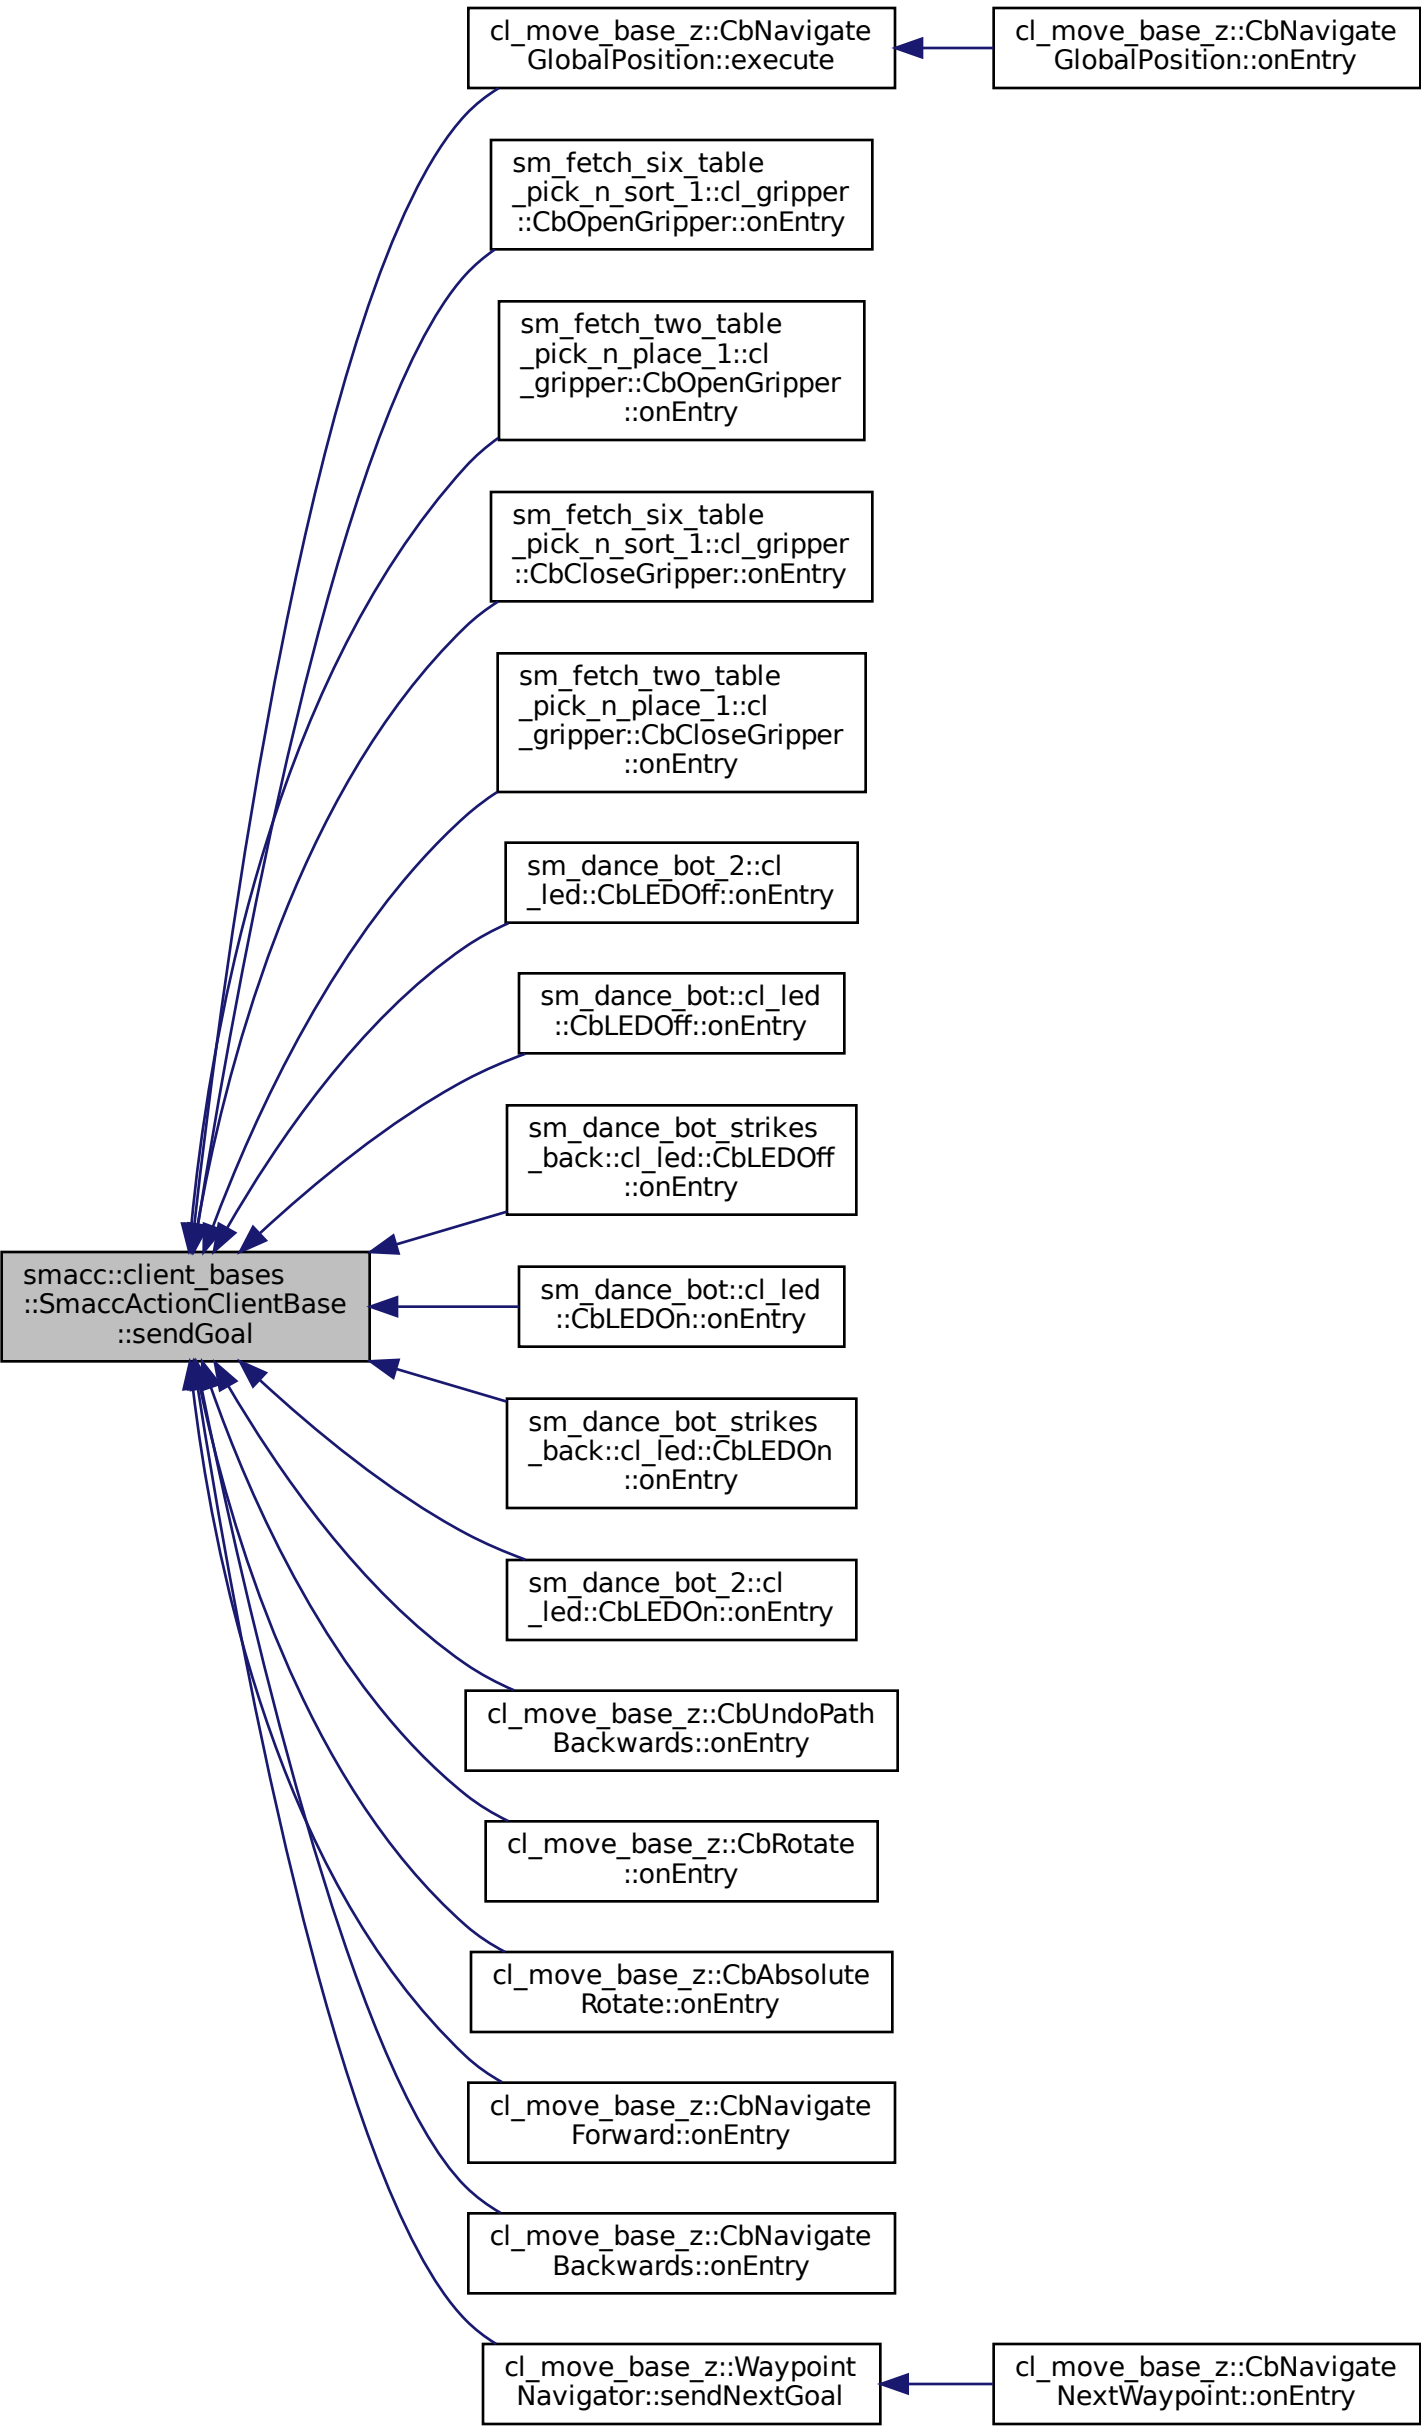 cl_move_base_z::CbNavigate
GlobalPosition::execute
cl_move_base_z::CbNavigate
GlobalPosition::onEntry
sm_fetch_six_table
_pick_n_sort_1::cl_gripper
::CbOpenGripper::onEntry
sm_fetch_two_table
_pick_n_place_1::cl
_gripper::CbOpenGripper
::onEntry
sm_fetch_six_table
_pick_n_sort_1::cl_gripper
::CbCloseGripper::onEntry
sm_fetch_two_table
_pick_n_place_1::cl
_gripper::CbCloseGripper
::onEntry
sm_dance_bot_2::cl
_led::CbLEDOff::onEntry
sm_dance_bot::cl_led
::CbLEDOff::onEntry
sm_dance_bot_strikes
_back::cl_led::CbLEDOff
::onEntry
smacc::client_bases
::SmaccActionClientBase
::sendGoal
sm_dance_bot::cl_led
::CbLEDOn::onEntry
sm_dance_bot_strikes
_back::cl_led::CbLEDOn
::onEntry
sm_dance_bot_2::cl
_led::CbLEDOn::onEntry
cl_move_base_z::CbUndoPath
Backwards::onEntry
cl_move_base_z::CbRotate
::onEntry
cl_move_base_z::CbAbsolute
Rotate::onEntry
cl_move_base_z::CbNavigate
Forward::onEntry
cl_move_base_z::CbNavigate
Backwards::onEntry
cl_move_base_z::Waypoint
Navigator::sendNextGoal
cl_move_base_z::CbNavigate
NextWaypoint::onEntry